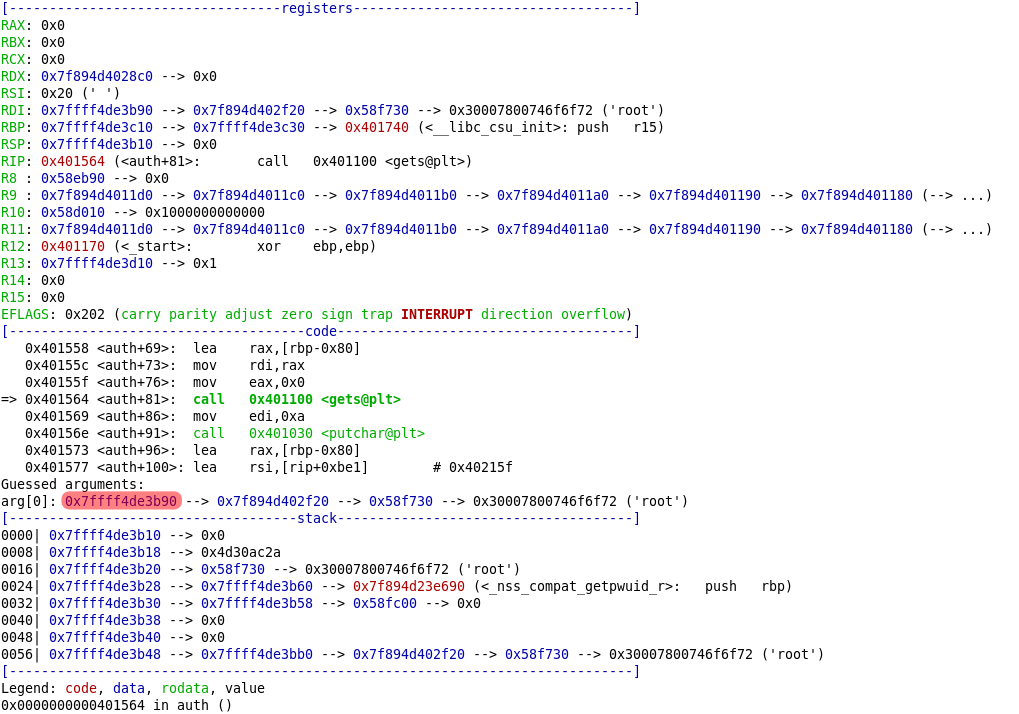 [----------------------------------registers-----------------------------------]
RAX: 0x0
RBX: 0x0
RCX: 0x0
RDX: 0x7f894d4028c0 --> 0x0
RSI: 0x20 (' ')
RDI: 0x7ffff4de3b90 --> 0x7f894d402f20 --> 0x58f730 --> 0x30007800746f6f72 ('root')
RBP: 0x7ffff4de3c10 --> 0x7ffff4de3c30 --> 0x401740 (<__libc_csu_init>: push   r15)
RSP: 0x7ffff4de3b10 --> 0x0
RIP: 0x401564 (<auth+81>:       call   0x401100 <gets@plt>)
R8 : 0x58eb90 --> 0x0
R9 : 0x7f894d4011d0 --> 0x7f894d4011c0 --> 0x7f894d4011b0 --> 0x7f894d4011a0 --> 0x7f894d401190 --> 0x7f894d401180 (--> ...)
R10: 0x58d010 --> 0x1000000000000
R11: 0x7f894d4011d0 --> 0x7f894d4011c0 --> 0x7f894d4011b0 --> 0x7f894d4011a0 --> 0x7f894d401190 --> 0x7f894d401180 (--> ...)
R12: 0x401170 (<_start>:        xor    ebp,ebp)
R13: 0x7ffff4de3d10 --> 0x1
R14: 0x0
R15: 0x0
EFLAGS: 0x202 (carry parity adjust zero sign trap INTERRUPT direction overflow)
[-------------------------------------code-------------------------------------]
   0x401558 <auth+69>:  lea    rax,[rbp-0x80]
   0x40155c <auth+73>:  mov    rdi,rax
   0x40155f <auth+76>:  mov    eax,0x0
=> 0x401564 <auth+81>:  call   0x401100 <gets@plt>
   0x401569 <auth+86>:  mov    edi,0xa
   0x40156e <auth+91>:  call   0x401030 <putchar@plt>
   0x401573 <auth+96>:  lea    rax,[rbp-0x80]
   0x401577 <auth+100>: lea    rsi,[rip+0xbe1]        # 0x40215f
Guessed arguments:
arg[0]: 0x7ffff4de3b90 --> 0x7f894d402f20 --> 0x58f730 --> 0x30007800746f6f72 ('root')
[------------------------------------stack-------------------------------------]
0000| 0x7ffff4de3b10 --> 0x0
0008| 0x7ffff4de3b18 --> 0x4d30ac2a
0016| 0x7ffff4de3b20 --> 0x58f730 --> 0x30007800746f6f72 ('root')
0024| 0x7ffff4de3b28 --> 0x7ffff4de3b60 --> 0x7f894d23e690 (<_nss_compat_getpwuid_r>:   push   rbp)
0032| 0x7ffff4de3b30 --> 0x7ffff4de3b58 --> 0x58fc00 --> 0x0
0040| 0x7ffff4de3b38 --> 0x0
0048| 0x7ffff4de3b40 --> 0x0
0056| 0x7ffff4de3b48 --> 0x7ffff4de3bb0 --> 0x7f894d402f20 --> 0x58f730 --> 0x30007800746f6f72 ('root')
[------------------------------------------------------------------------------]
Legend: code, data, rodata, value
0x0000000000401564 in auth ()